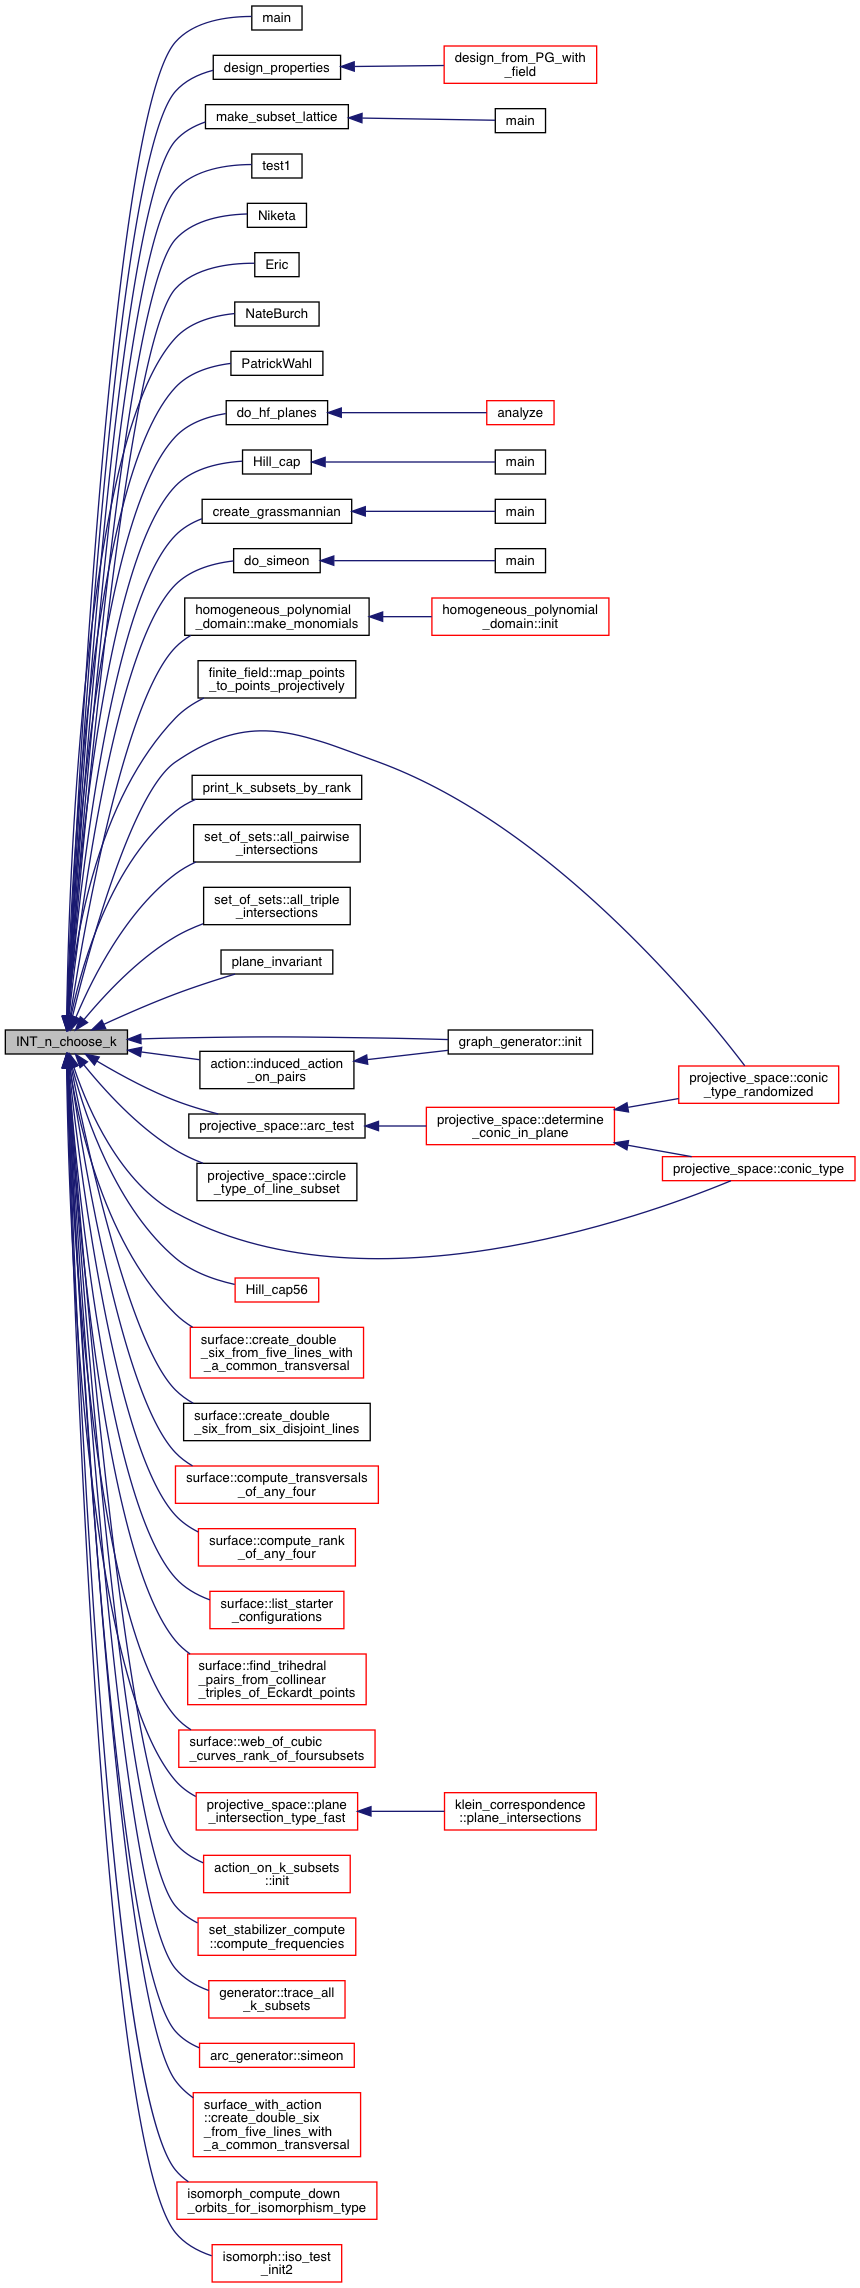 main
design_properties
design_from_PG_with
_field
make_subset_lattice
main
test1
Niketa
Eric
NateBurch
PatrickWahl
do_hf_planes
analyze
Hill_cap
main
create_grassmannian
main
do_simeon
main
homogeneous_polynomial
_domain::make_monomials
homogeneous_polynomial
_domain::init
finite_field::map_points
_to_points_projectively
print_k_subsets_by_rank
set_of_sets::all_pairwise
_intersections
set_of_sets::all_triple
_intersections
plane_invariant
INT_n_choose_k
graph_generator::init
action::induced_action
_on_pairs
projective_space::conic
_type_randomized
projective_space::arc_test
projective_space::determine
_conic_in_plane
projective_space::conic_type
projective_space::circle
_type_of_line_subset
Hill_cap56
surface::create_double
_six_from_five_lines_with
_a_common_transversal
surface::create_double
_six_from_six_disjoint_lines
surface::compute_transversals
_of_any_four
surface::compute_rank
_of_any_four
surface::list_starter
_configurations
surface::find_trihedral
_pairs_from_collinear
_triples_of_Eckardt_points
surface::web_of_cubic
_curves_rank_of_foursubsets
projective_space::plane
_intersection_type_fast
klein_correspondence
::plane_intersections
action_on_k_subsets
::init
set_stabilizer_compute
::compute_frequencies
generator::trace_all
_k_subsets
arc_generator::simeon
surface_with_action
::create_double_six
_from_five_lines_with
_a_common_transversal
isomorph_compute_down
_orbits_for_isomorphism_type
isomorph::iso_test
_init2